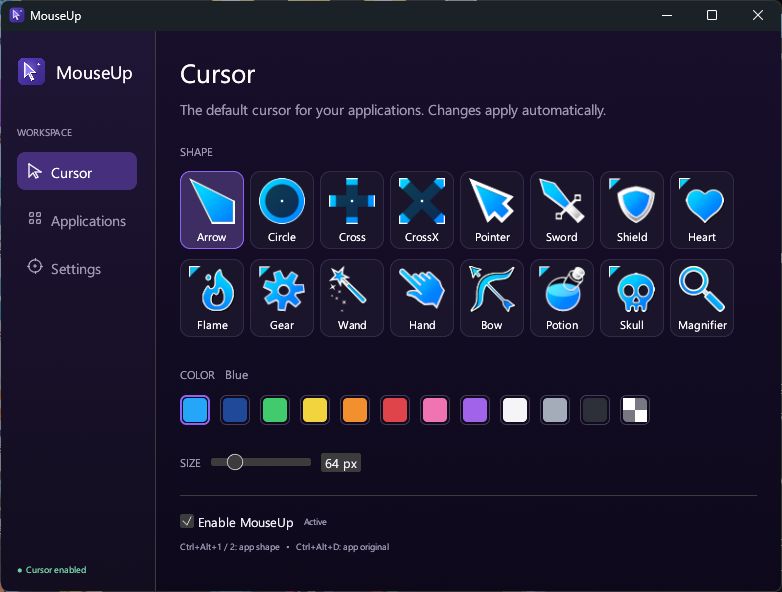 MouseUp
MouseUp
WORKSPACE
Cursor
Applications
Settings
Cursor enabled
Cursor
The default cursor for your applications. Changes apply automatically.
SHAPE
Arrow Circle Cross CrossX Pointer Sword Shield Heart
Flame Gear Wand Hand Bow Potion Skull Magnifier
COLOR Blue
SIZE 64 px
Enable MouseUp Active
Ctrl+Alt+1 / 2: app shape • Ctrl+Alt+D: app original